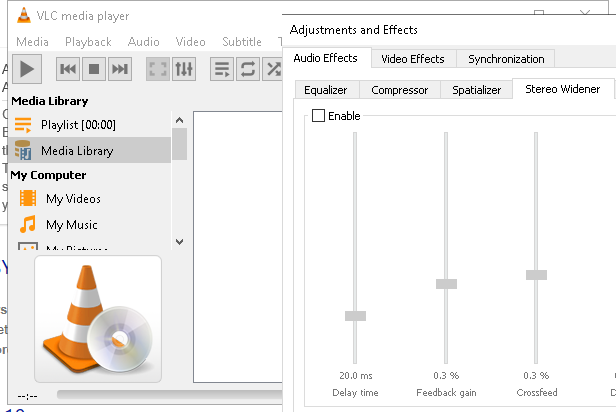 VLC media player
Media Playback Audio Video Subtitle
Media Library
Playlist [00:00]
Media Library
My Computer
My Videos
My Music
My Pictures
--:--
Adjustments and Effects
Audio Effects Video Effects Synchronization
Equalizer Compressor Spatializer Stereo Widener
Enable
20.0 ms 0.3 % 0.3 %
Delay time Feedback gain Crossfeed